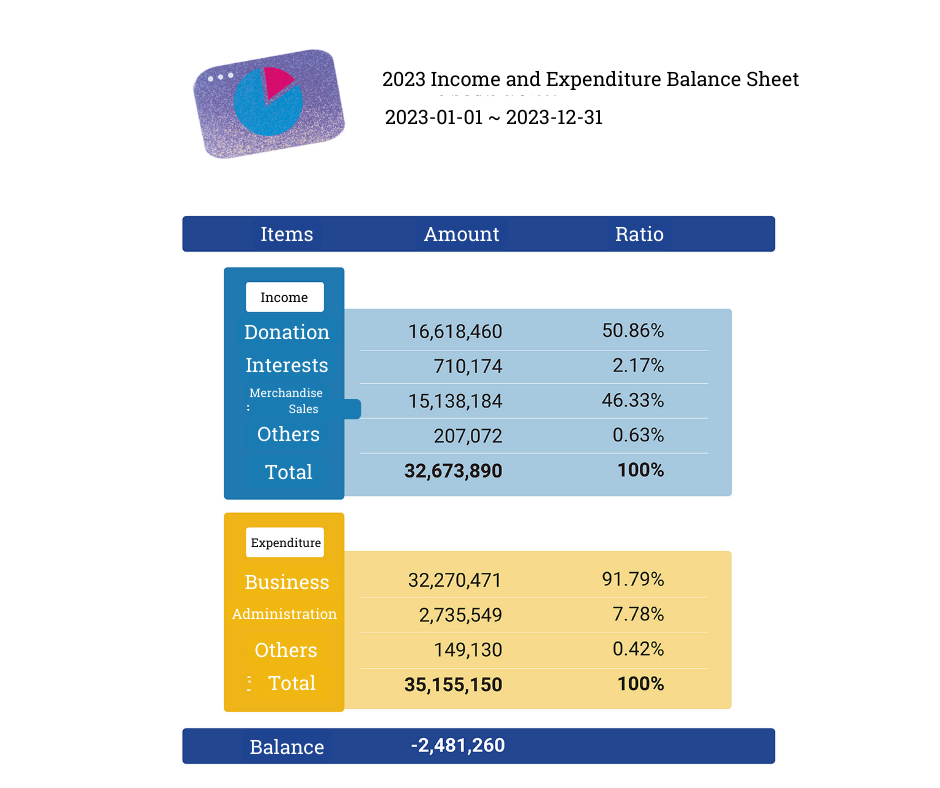 2023 Income and Expenditure Balance Sheet
2023-01-01 ~ 2023-12-31
Items Amount Ratio
Income
Donation 16,618,460 50.86%
Interests 710,174 2.17%
Merchandise
: Sales 15,138,184 46.33%
Others 207,072 0.63%
Total 32,673,890 100%
Expenditure
Business 32,270,471 91.79%
Administration 2,735,549 7.78%
Others 149,130 0.42%
Total 35,155,150 100%
Balance -2,481,260